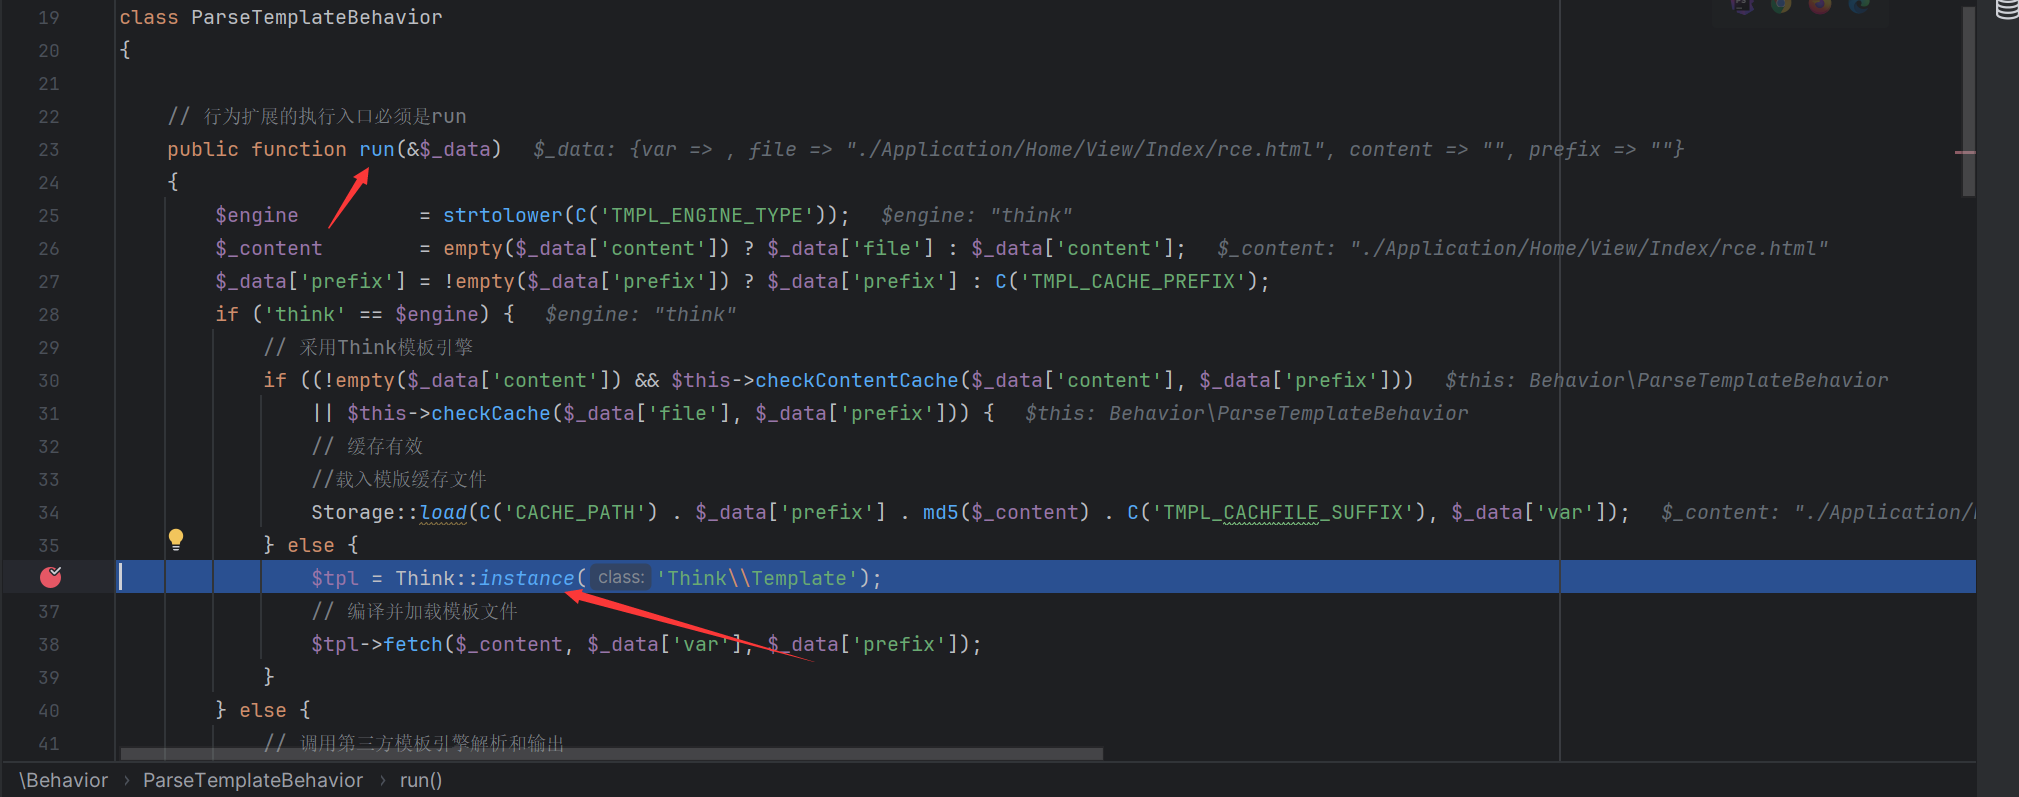 19 class ParseTemplateBehavior
20 {
21
22 // 行为扩展的执行入口必须是run
23 public function run(&$_data) $_data: {var => , file => "./Application/Home/View/Index/rce.html", content => "", prefix => ""}
24 {
25 $engine = strtolower(C('TMPL_ENGINE_TYPE')); $engine: "think"
26 $_content = empty($_data['content']) ? $_data['file'] : $_data['content']; $_content: "./Application/Home/View/Index/rce.html"
27 $_data['prefix'] = !empty($_data['prefix']) ? $_data['prefix'] : C('TMPL_CACHE_PREFIX');
28 if ('think' == $engine) { $engine: "think"
29 // 采用Think模板引擎
30 if ((!empty($_data['content']) && $this->checkContentCache($_data['content'], $_data['prefix'])) $this: Behavior\ParseTemplateBehavior
31 || $this->checkCache($_data['file'], $_data['prefix'])) { $this: Behavior\ParseTemplateBehavior
32 // 缓存有效
33 //载入模版缓存文件
34 Storage::load(C('CACHE_PATH') . $_data['prefix'] . md5($_content) . C('TMPL_CACHFILE_SUFFIX'), $_data['var']); $_content: "./Application/
35 } else {
$tpl = Think::instance( class: 'Think\\Template');
37 // 编译并加载模板文件
38 $tpl->fetch($_content, $_data['var'], $_data['prefix']);
39 }
40 } else {
41 // 调用第三方模板引擎解析和输出
\Behavior › ParseTemplateBehavior › run()